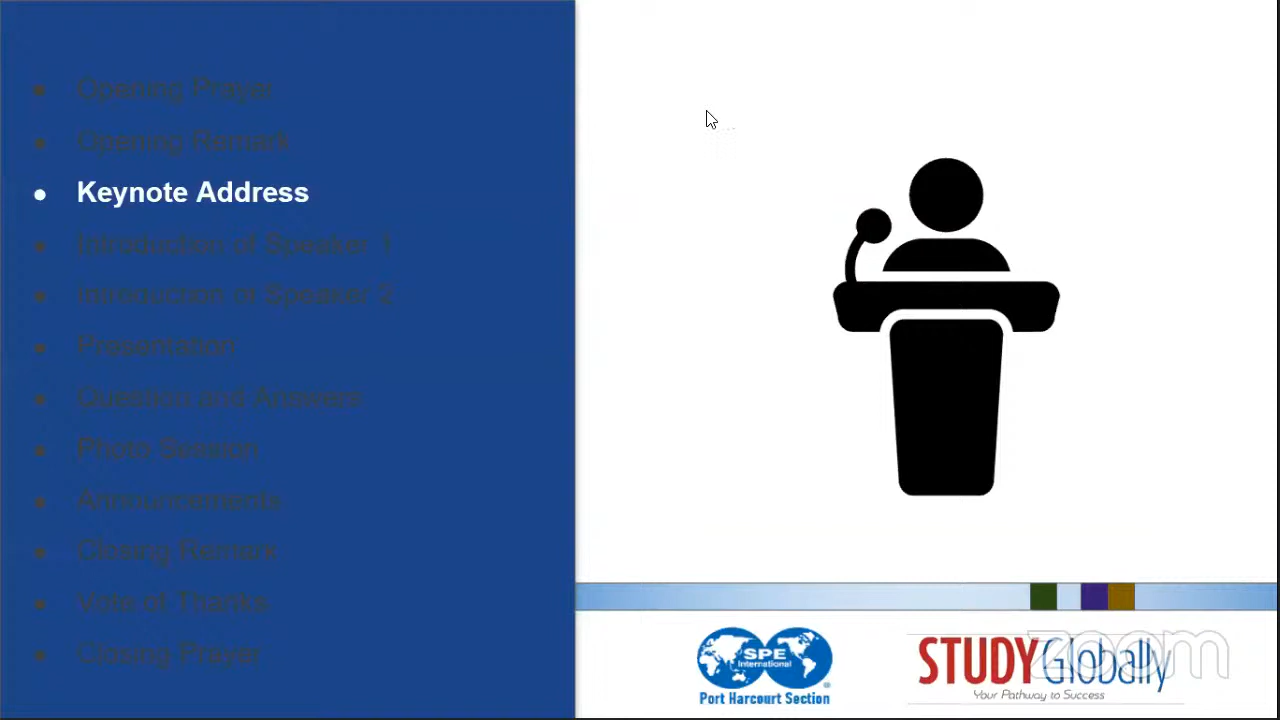 Opening Prayer
Opening Remark
Keynote Address
Introduction of Speaker 1
Introduction of Speaker 2
Presentation
Question and Answers
Photo Session
Announcements
Closing Remark
Vote of Thanks
Closing Prayer
SPE
International
Port Harcourt Section
STUDYGlobally
Your Pathway to Success
zoom